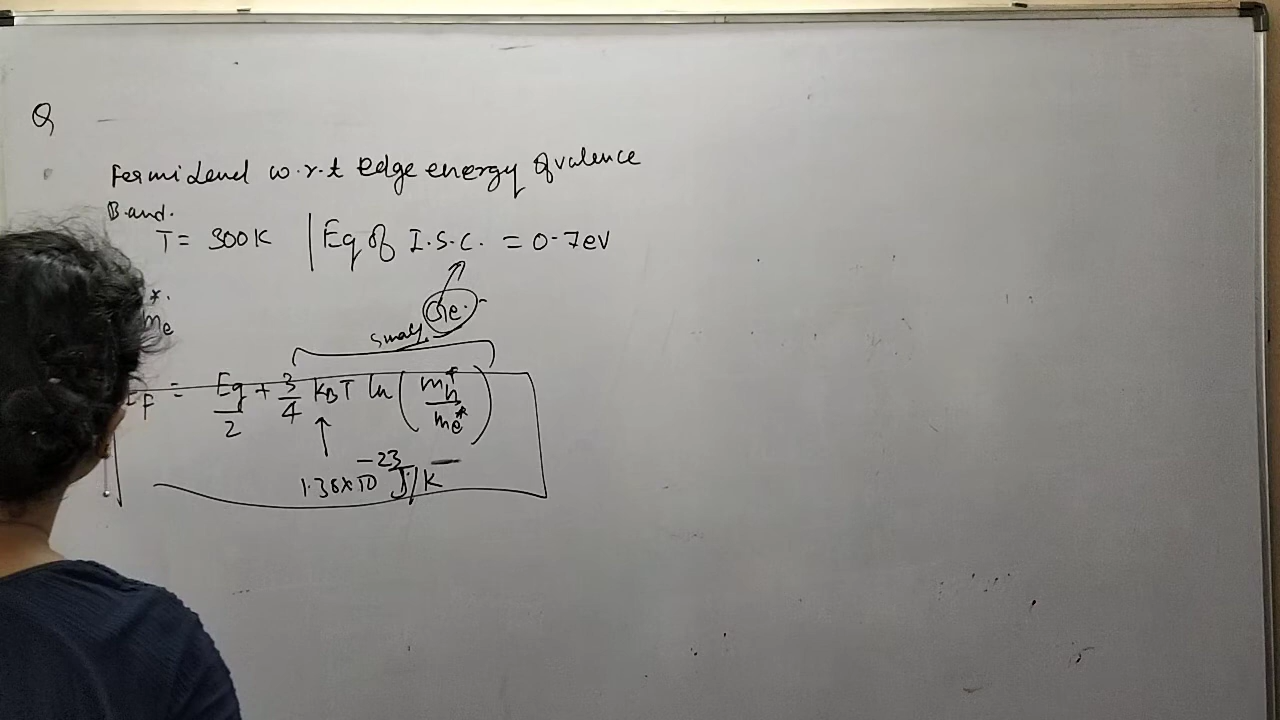 Q
Fermi Level w.r.t edge energy of valence
Band.
T = 300K | Eg of I.S.C. = 0.7eV
*.
me
Ge.
small
EF = Eg/2 + 3/4 kBT ln (mh*/me*)
1.38×10^-23 J/K